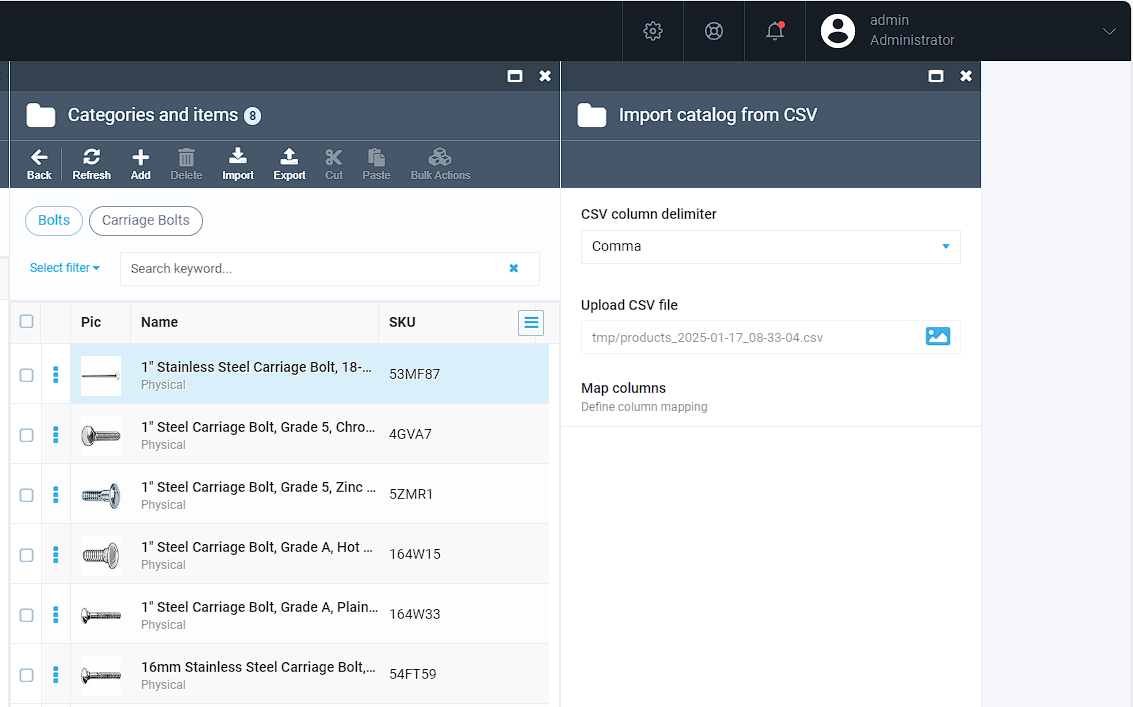 admin
Administrator
Categories and items 8
Back
Refresh
Add
Delete
Import
Export
Cut
Paste
Bulk Actions
Bolts
Carriage Bolts
Select filter
Search keyword...
Pic
Name
SKU
1" Stainless Steel Carriage Bolt, 18-...
Physical
53MF87
1" Steel Carriage Bolt, Grade 5, Chro...
Physical
4GVA7
1" Steel Carriage Bolt, Grade 5, Zinc ...
Physical
5ZMR1
1" Steel Carriage Bolt, Grade A, Hot ...
Physical
164W15
1" Steel Carriage Bolt, Grade A, Plain...
Physical
164W33
16mm Stainless Steel Carriage Bolt,...
Physical
54FT59
Import catalog from CSV
CSV column delimiter
Comma
Upload CSV file
tmp/products_2025-01-17_08-33-04.csv
Map columns
Define column mapping